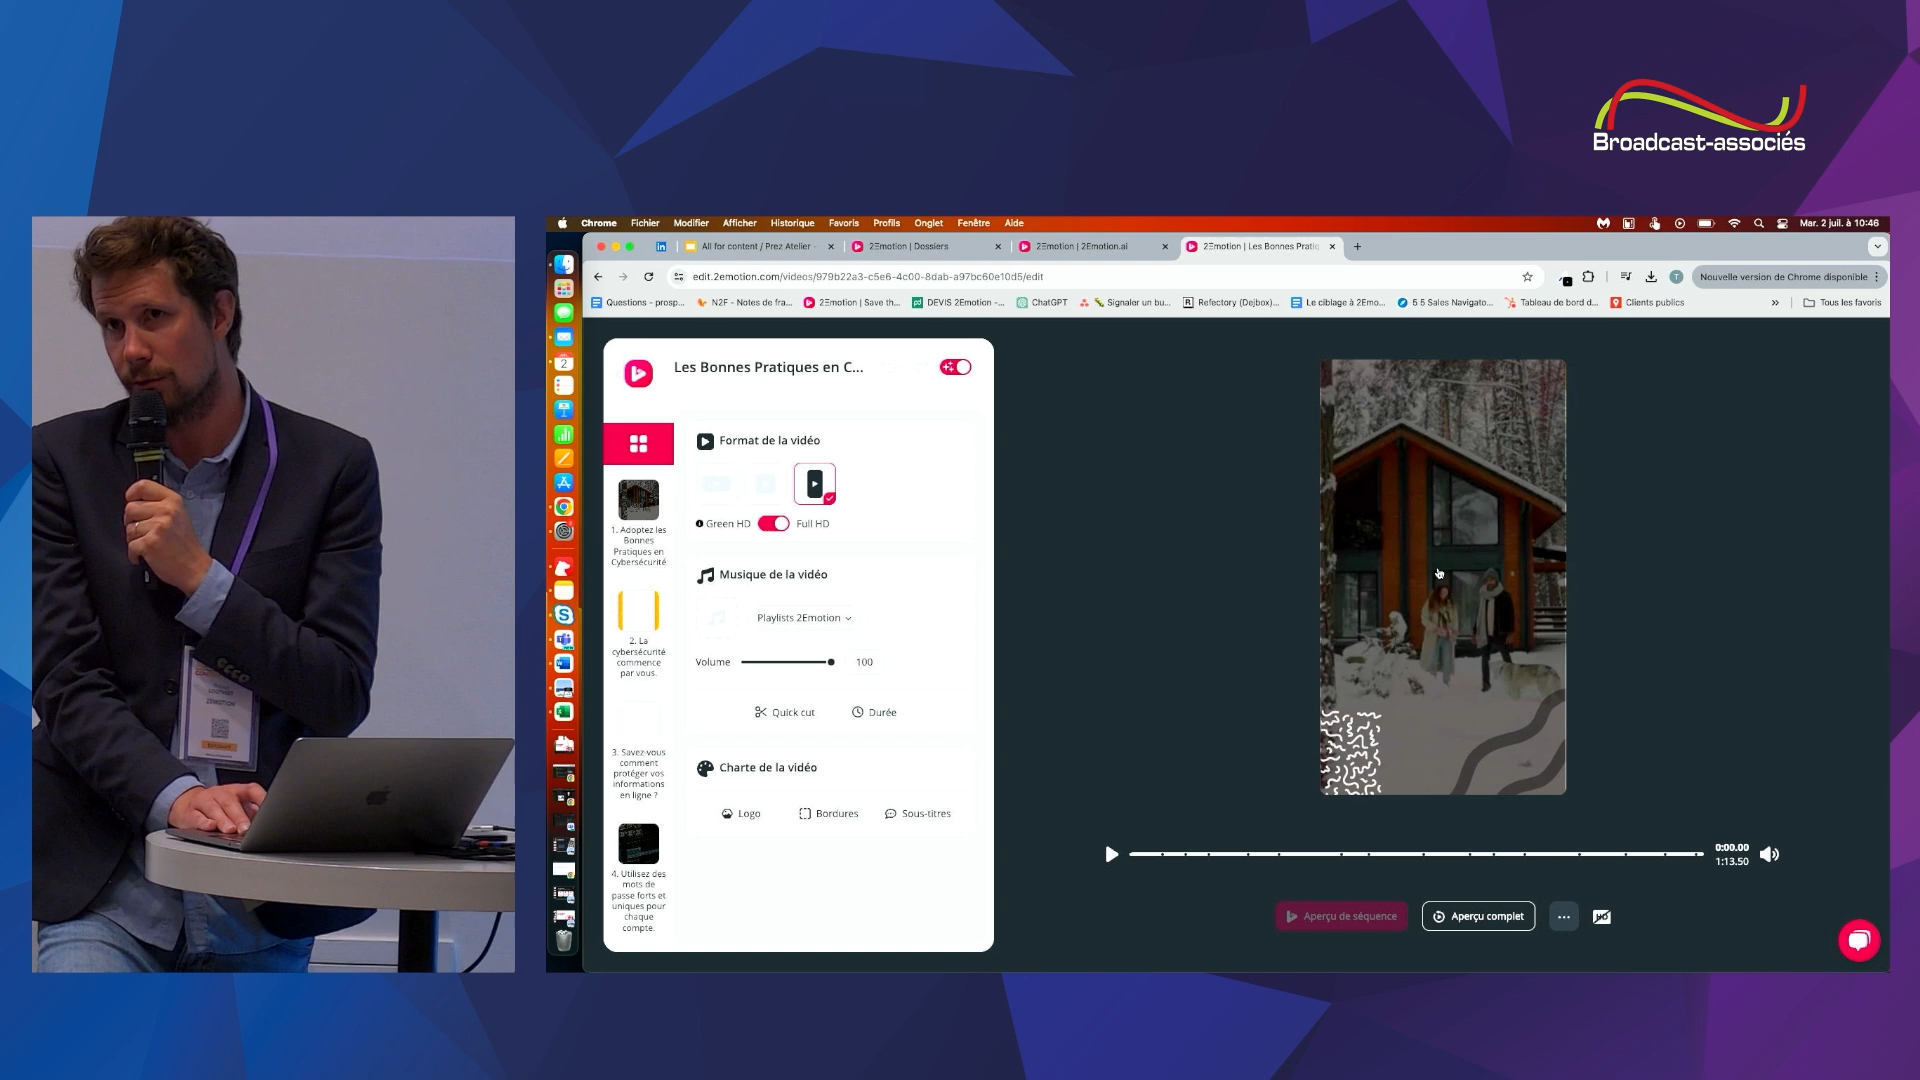 Broadcast-associés
Chrome Fichier Modifier Afficher Historique Favoris Profils Onglet Fenêtre Aide
Mar. 2 juil. à 10:46
All for content / Prez Atelier -
2Emotion | Dossiers
2Emotion | 2Emotion.ai
2Emotion | Les Bonnes Pratiq
edit.2emotion.com/videos/979b22a3-c5e6-4c00-8dab-a97bc60e10d5/edit
Nouvelle version de Chrome disponible
Questions - prosp...
N2F - Notes de fra...
2Emotion | Save th...
DEVIS 2Emotion -...
ChatGPT
Signaler un bu...
Refectory (Dejbox)...
Le ciblage à 2Emo...
5 5 Sales Navigato...
Tableau de bord d...
Clients publics
Tous les favoris
Les Bonnes Pratiques en C...
Format de la vidéo
Green HD Full HD
Musique de la vidéo
Playlists 2Emotion
Volume 100
Quick cut Durée
Charte de la vidéo
Logo Bordures Sous-titres
1. Adoptez les
Bonnes
Pratiques en
Cybersécurité
2. La
cybersécurité
commence
par vous.
3. Savez-vous
comment
protéger vos
informations
en ligne ?
4. Utilisez des
mots de
passe forts et
uniques pour
chaque
compte.
0:00.00
1:13.50
Aperçu de séquence
Aperçu complet
HD
2EMOTION